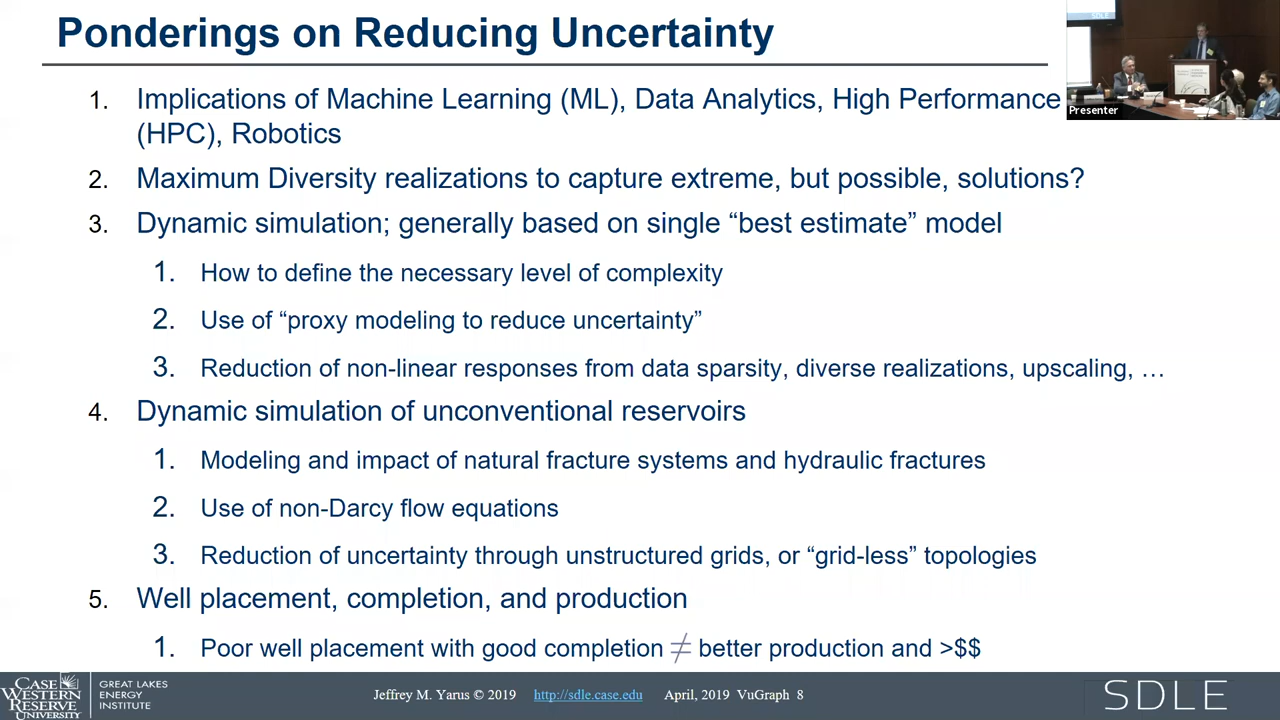 Ponderings on Reducing Uncertainty
1. Implications of Machine Learning (ML), Data Analytics, High Performance
(HPC), Robotics
2. Maximum Diversity realizations to capture extreme, but possible, solutions?
3. Dynamic simulation; generally based on single “best estimate” model
1. How to define the necessary level of complexity
2. Use of “proxy modeling to reduce uncertainty”
3. Reduction of non-linear responses from data sparsity, diverse realizations, upscaling, …
4. Dynamic simulation of unconventional reservoirs
1. Modeling and impact of natural fracture systems and hydraulic fractures
2. Use of non-Darcy flow equations
3. Reduction of uncertainty through unstructured grids, or “grid-less” topologies
5. Well placement, completion, and production
1. Poor well placement with good completion ≠ better production and >$$
Presenter
CASE
WESTERN
RESERVE
UNIVERSITY
GREAT LAKES
ENERGY
INSTITUTE
Jeffrey M. Yarus © 2019 http://sdle.case.edu April, 2019 VuGraph 8
SDLE